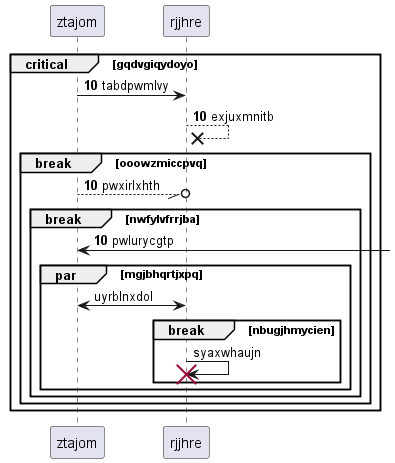 ztajom rjjhre
critical [gqdvgiqydoyo]
10 tabdpwmlvy
10 exjuxmnitb
break [ooowzmiccpvq]
10 pwxirlxhth
break [nwfylvfrrjba]
10 pwlurycgtp
par [mgjbhqrtjxpq]
uyrblnxdol
break [nbugjhmycien]
syaxwhaujn
ztajom rjjhre